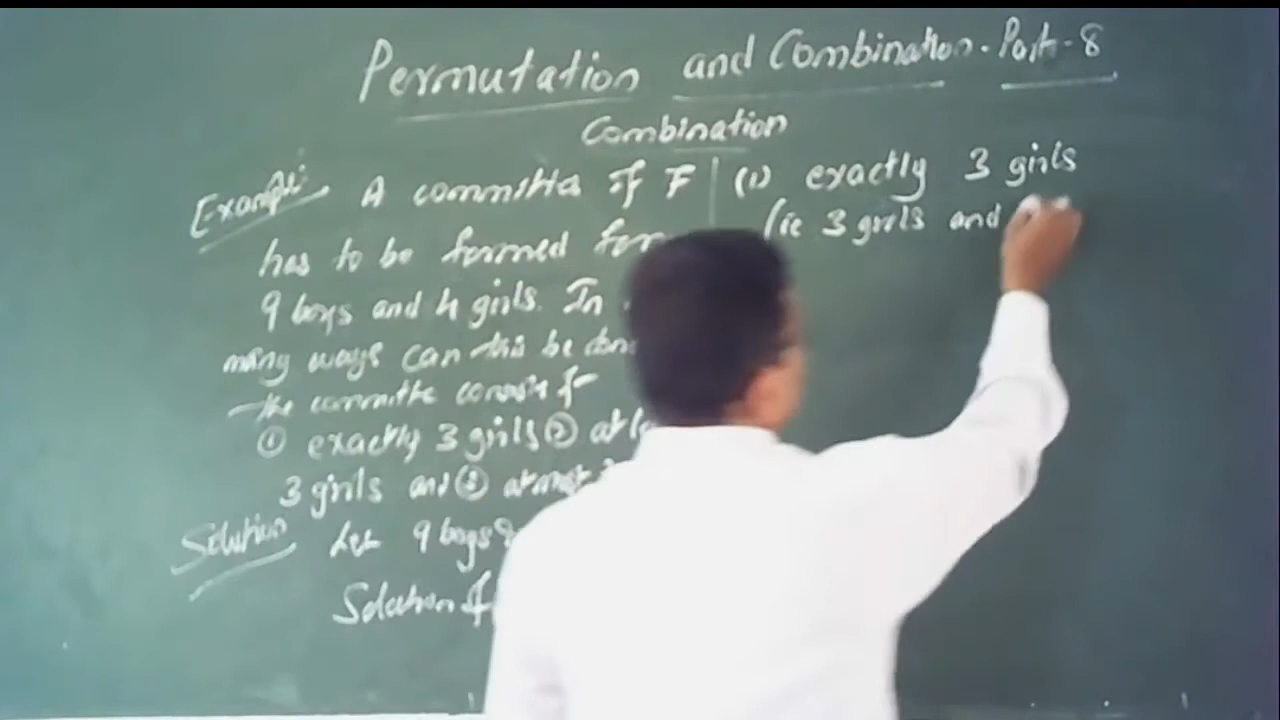 Permutation and Combination - Part - 8
Combination
Example:
A committee of 7
has to be formed from
9 boys and 4 girls. In
many ways can this be done
the committee consists of
① exactly 3 girls ② at
3 girls and ③ atmost
Solution Let 9 boys
Selection of
(i) exactly 3 girls
(ie 3 girls and